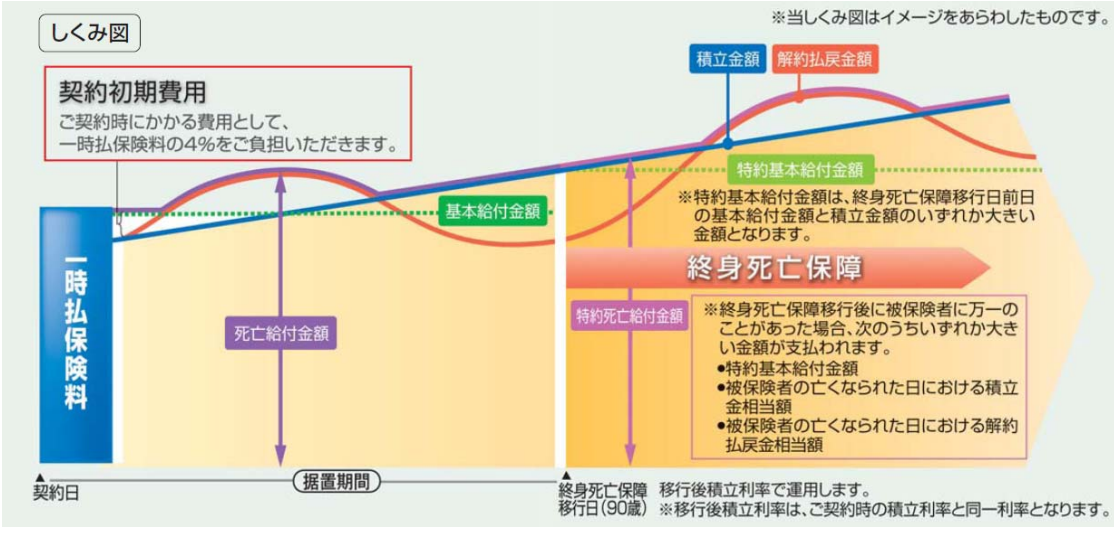 しくみ図
※当しくみ図はイメージをあらわしたものです。
契約初期費用
ご契約時にかかる費用として、
一時払保険料の4%をご負担いただきます。
積立金額
解約払戻金額
基本給付金額
特約基本給付金額
※特約基本給付金額は、終身死亡保障移行日前日
の基本給付金額と積立金額のいずれか大きい
金額となります。
終身死亡保障
一時払保険料
死亡給付金額
特約死亡給付金額
※終身死亡保障移行後に被保険者に万一の
ことがあった場合、次のうちいずれか大き
い金額が支払われます。
●特約基本給付金額
●被保険者の亡くなられた日における積立
金相当額
●被保険者の亡くなられた日における解約
払戻金相当額
▲
契約日
据置期間
▲
終身死亡保障
移行日(90歳)
移行後積立利率で運用します。
※移行後積立利率は、ご契約時の積立利率と同一利率となります。